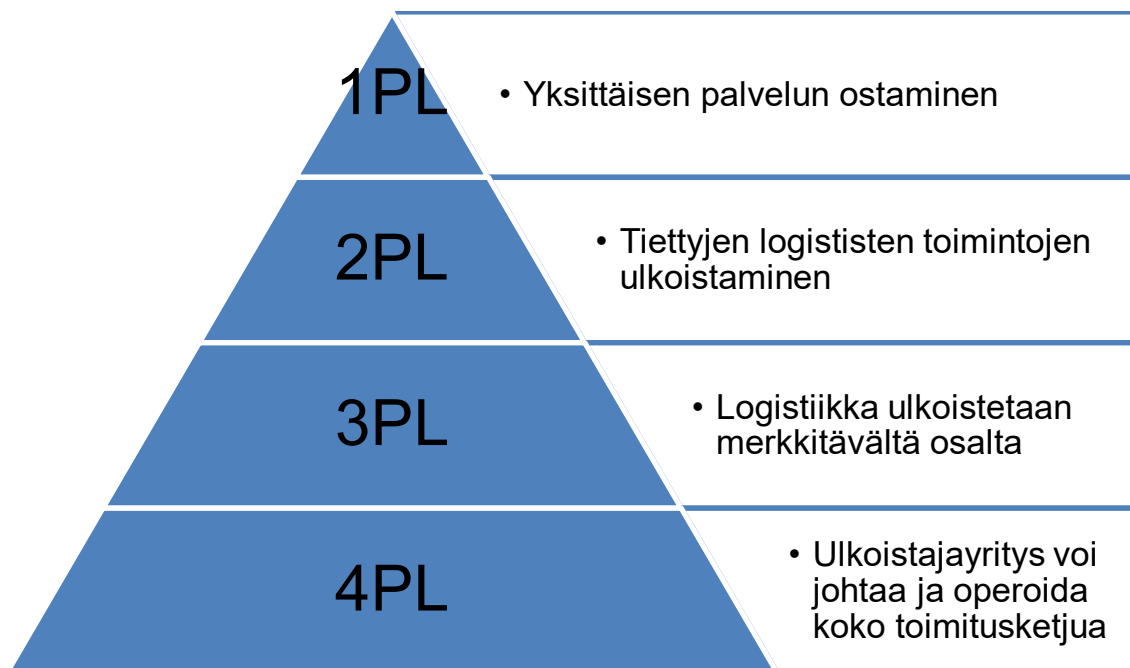 1PL
• Yksittäisen palvelun ostaminen
2PL
• Tiettyjen logististen toimintojen
ulkoistaminen
3PL
• Logistiikka ulkoistetaan
merkkitävältä osalta
4PL
• Ulkoistajayritys voi
johtaa ja operoida
koko toimitusketjua